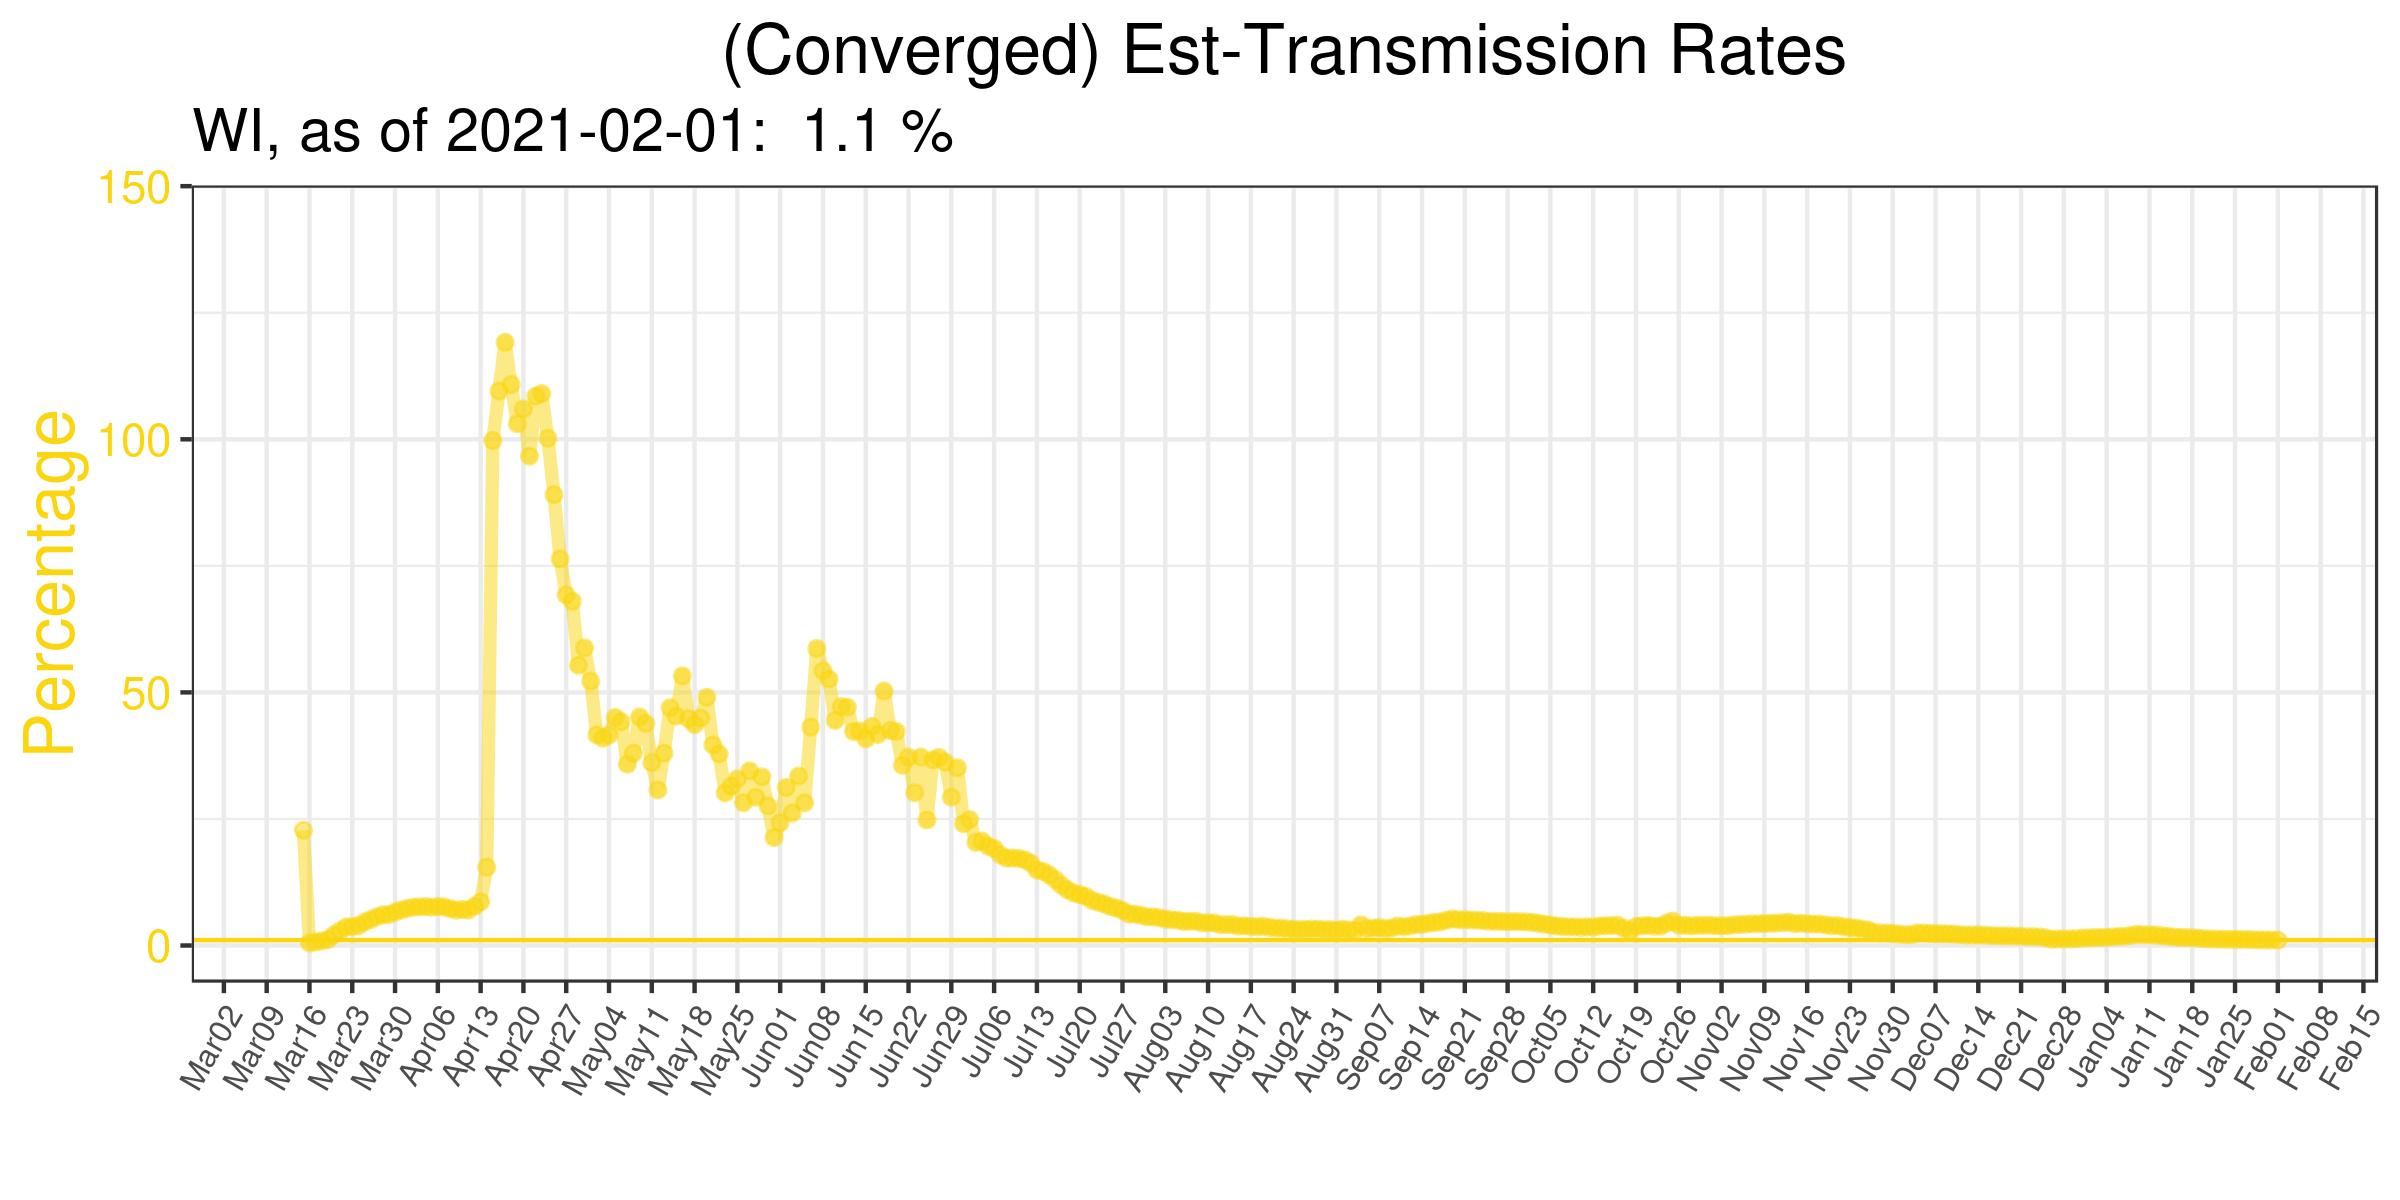 (Converged) Est-Transmission Rates
WI, as of 2021-02-01:  1.1 %
Percentage
150
100
50
0
Mar02
Mar09
Mar16
Mar23
Mar30
Apr06
Apr13
Apr20
Apr27
May04
May11
May18
May25
Jun01
Jun08
Jun15
Jun22
Jun29
Jul06
Jul13
Jul20
Jul27
Aug03
Aug10
Aug17
Aug24
Aug31
Sep07
Sep14
Sep21
Sep28
Oct05
Oct12
Oct19
Oct26
Nov02
Nov09
Nov16
Nov23
Nov30
Dec07
Dec14
Dec21
Dec28
Jan04
Jan11
Jan18
Jan25
Feb01
Feb08
Feb15